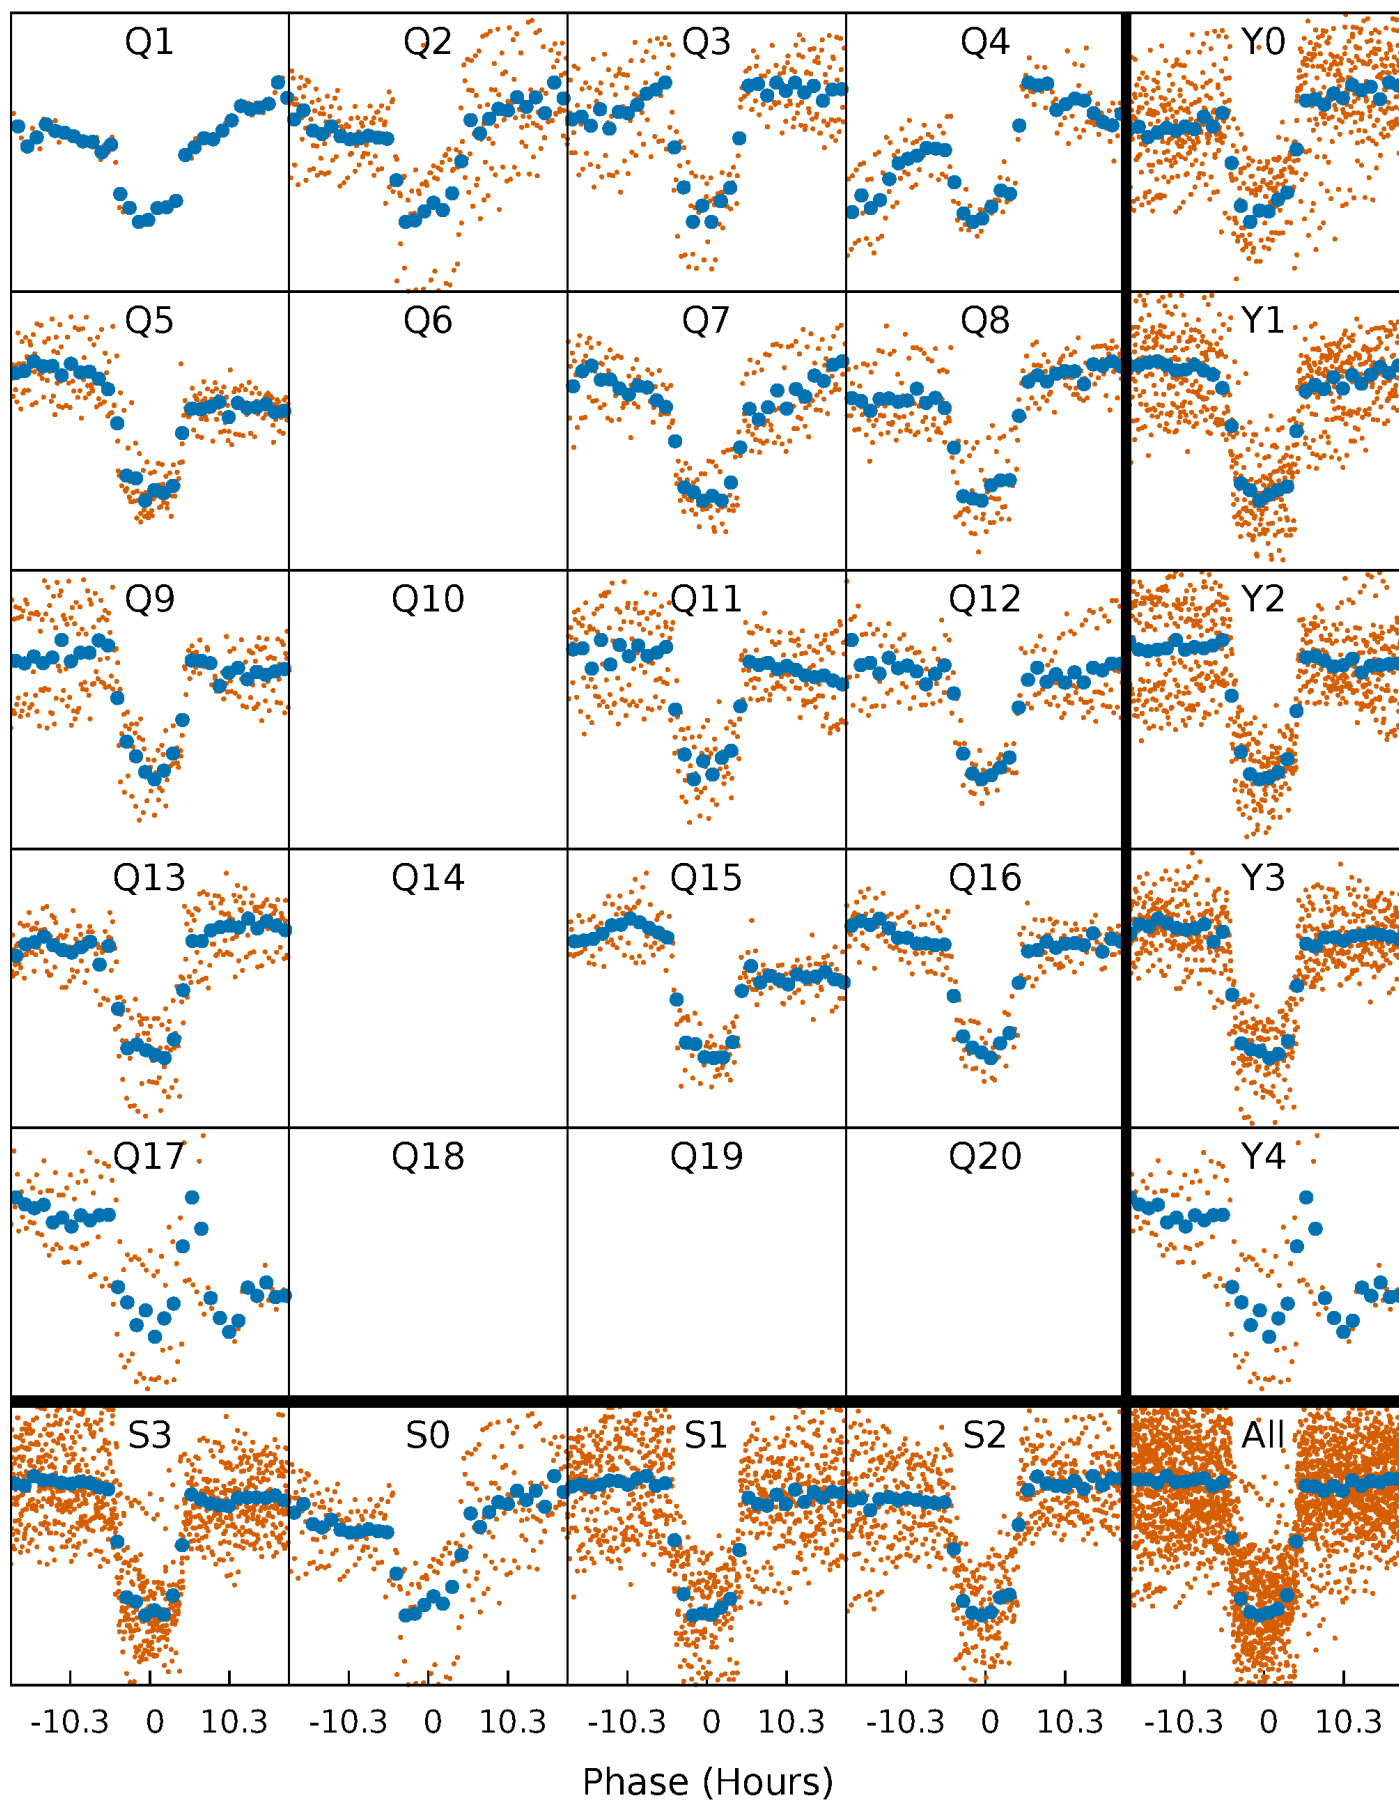 Q1 Q2 Q3 Q4 Y0
Q5 Q6 Q7 Q8 Y1
Q9 Q10 Q11 Q12 Y2
Q13 Q14 Q15 Q16 Y3
Q17 Q18 Q19 Q20 Y4
S3 S0 S1 S2 All
-10.3 0 10.3 -10.3 0 10.3 -10.3 0 10.3 -10.3 0 10.3 -10.3 0 10.3
Phase (Hours)